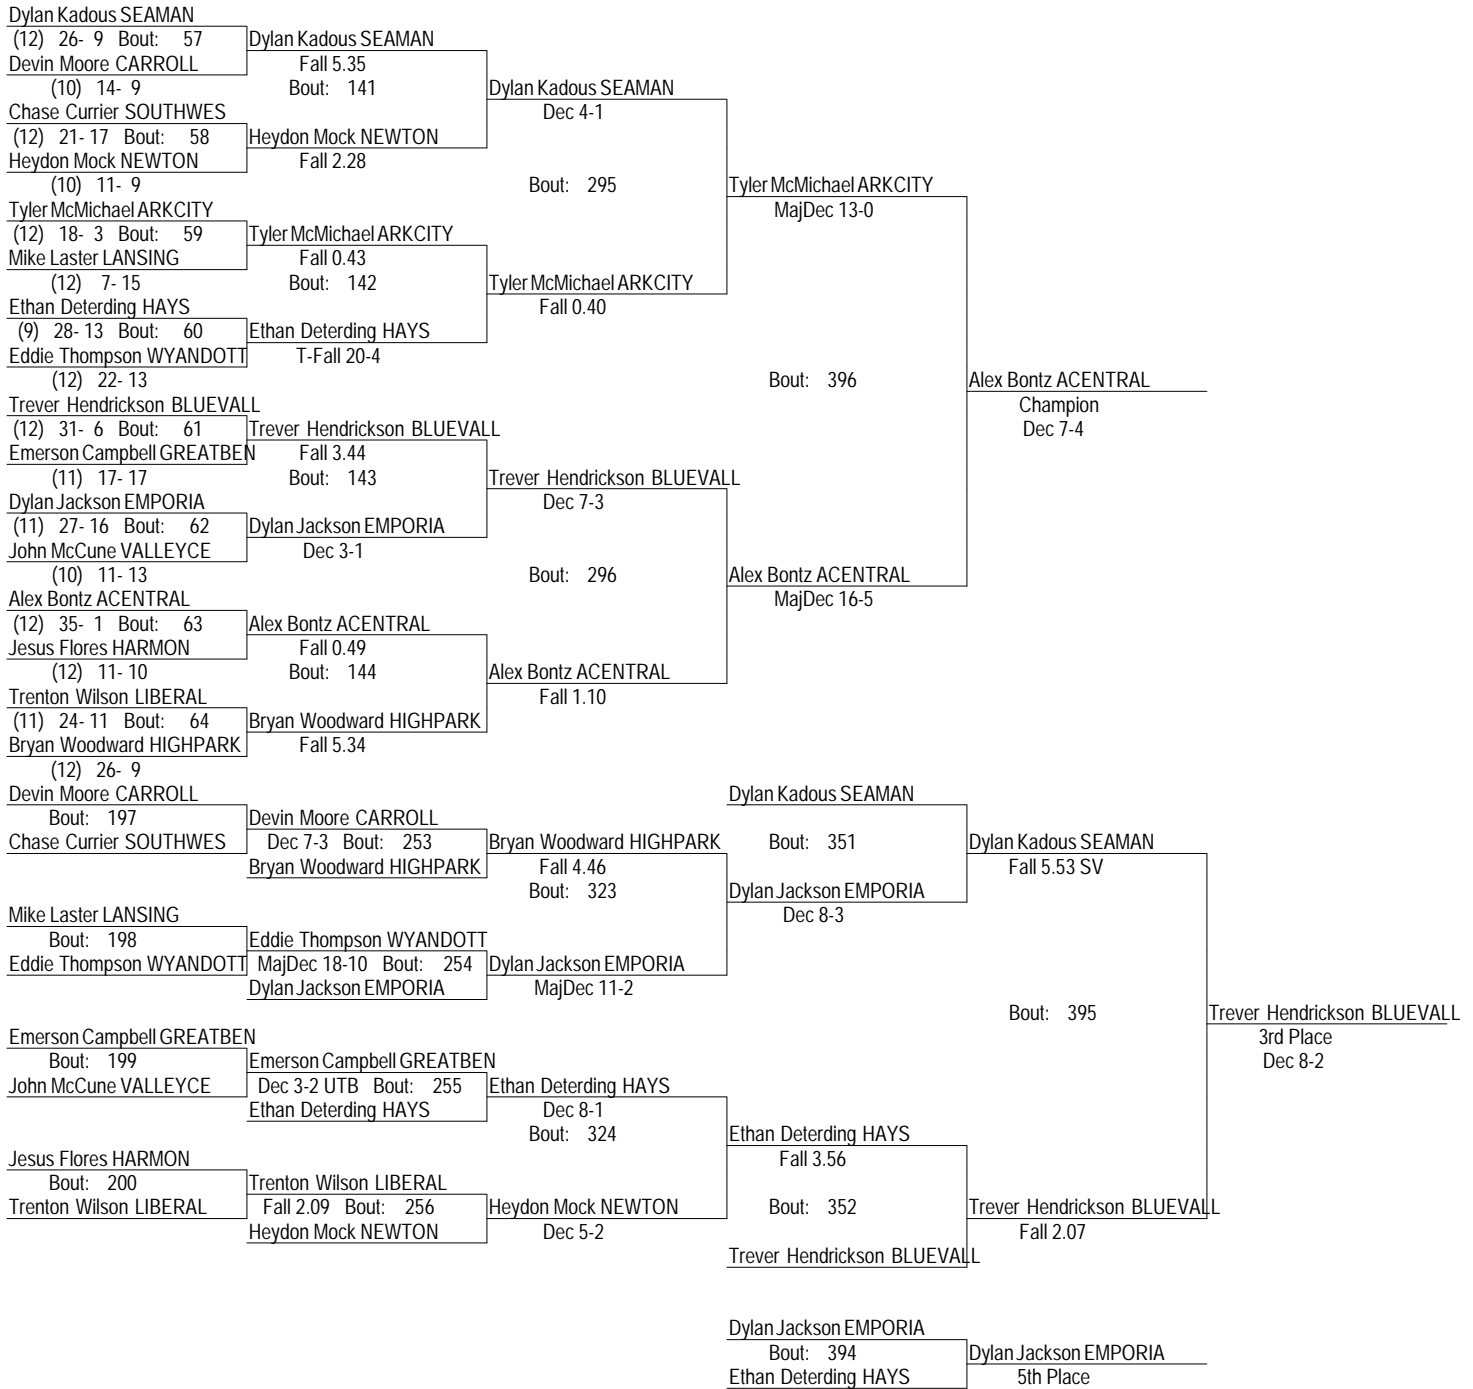 Dylan Kadous SEAMAN
(12) 26- 9 Bout: 57 Dylan Kadous SEAMAN
Devin Moore CARROLL Fall 5.35
(10) 14- 9 Bout: 141 Dylan Kadous SEAMAN
Chase Currier SOUTHWES Dec 4-1
(12) 21- 17 Bout: 58 Heydon Mock NEWTON
Heydon Mock NEWTON Fall 2.28
(10) 11- 9 Bout: 295 Tyler McMichael ARKCITY
Tyler McMichael ARKCITY MajDec 13-0
(12) 18- 3 Bout: 59 Tyler McMichael ARKCITY
Mike Laster LANSING Fall 0.43
(12) 7- 15 Bout: 142 Tyler McMichael ARKCITY
Ethan Deterding HAYS Fall 0.40
(9) 28- 13 Bout: 60 Ethan Deterding HAYS
Eddie Thompson WYANDOTT T-Fall 20-4
(12) 22- 13 Bout: 396 Alex Bontz ACENTRAL
Trever Hendrickson BLUEVALL Champion
(12) 31- 6 Bout: 61 Trever Hendrickson BLUEVALL Dec 7-4
Emerson Campbell GREATBEN Fall 3.44
(11) 17- 17 Bout: 143 Trever Hendrickson BLUEVALL
Dylan Jackson EMPORIA Dec 7-3
(11) 27- 16 Bout: 62 Dylan Jackson EMPORIA
John McCune VALLEYCE Dec 3-1
(10) 11- 13 Bout: 296 Alex Bontz ACENTRAL
Alex Bontz ACENTRAL MajDec 16-5
(12) 35- 1 Bout: 63 Alex Bontz ACENTRAL
Jesus Flores HARMON Fall 0.49
(12) 11- 10 Bout: 144 Alex Bontz ACENTRAL
Trenton Wilson LIBERAL Fall 1.10
(11) 24- 11 Bout: 64 Bryan Woodward HIGHPARK
Bryan Woodward HIGHPARK Fall 5.34
(12) 26- 9
Devin Moore CARROLL Dylan Kadous SEAMAN
Bout: 197 Devin Moore CARROLL
Chase Currier SOUTHWES Dec 7-3 Bout: 253 Bryan Woodward HIGHPARK Bout: 351 Dylan Kadous SEAMAN
Bryan Woodward HIGHPARK Fall 4.46 Fall 5.53 SV
Bout: 323 Dylan Jackson EMPORIA
Mike Laster LANSING Dec 8-3
Bout: 198 Eddie Thompson WYANDOTT
Eddie Thompson WYANDOTT MajDec 18-10 Bout: 254 Dylan Jackson EMPORIA
Dylan Jackson EMPORIA MajDec 11-2
Bout: 395 Trever Hendrickson BLUEVALL
Emerson Campbell GREATBEN 3rd Place
Bout: 199 Emerson Campbell GREATBEN Dec 8-2
John McCune VALLEYCE Dec 3-2 UTB Bout: 255 Ethan Deterding HAYS
Ethan Deterding HAYS Dec 8-1
Bout: 324 Ethan Deterding HAYS
Jesus Flores HARMON Fall 3.56
Bout: 200 Trenton Wilson LIBERAL
Trenton Wilson LIBERAL Fall 2.09 Bout: 256 Heydon Mock NEWTON Bout: 352 Trever Hendrickson BLUEVALL
Heydon Mock NEWTON Dec 5-2 Fall 2.07
Trever Hendrickson BLUEVALL
Dylan Jackson EMPORIA
Bout: 394 Dylan Jackson EMPORIA
Ethan Deterding HAYS 5th Place